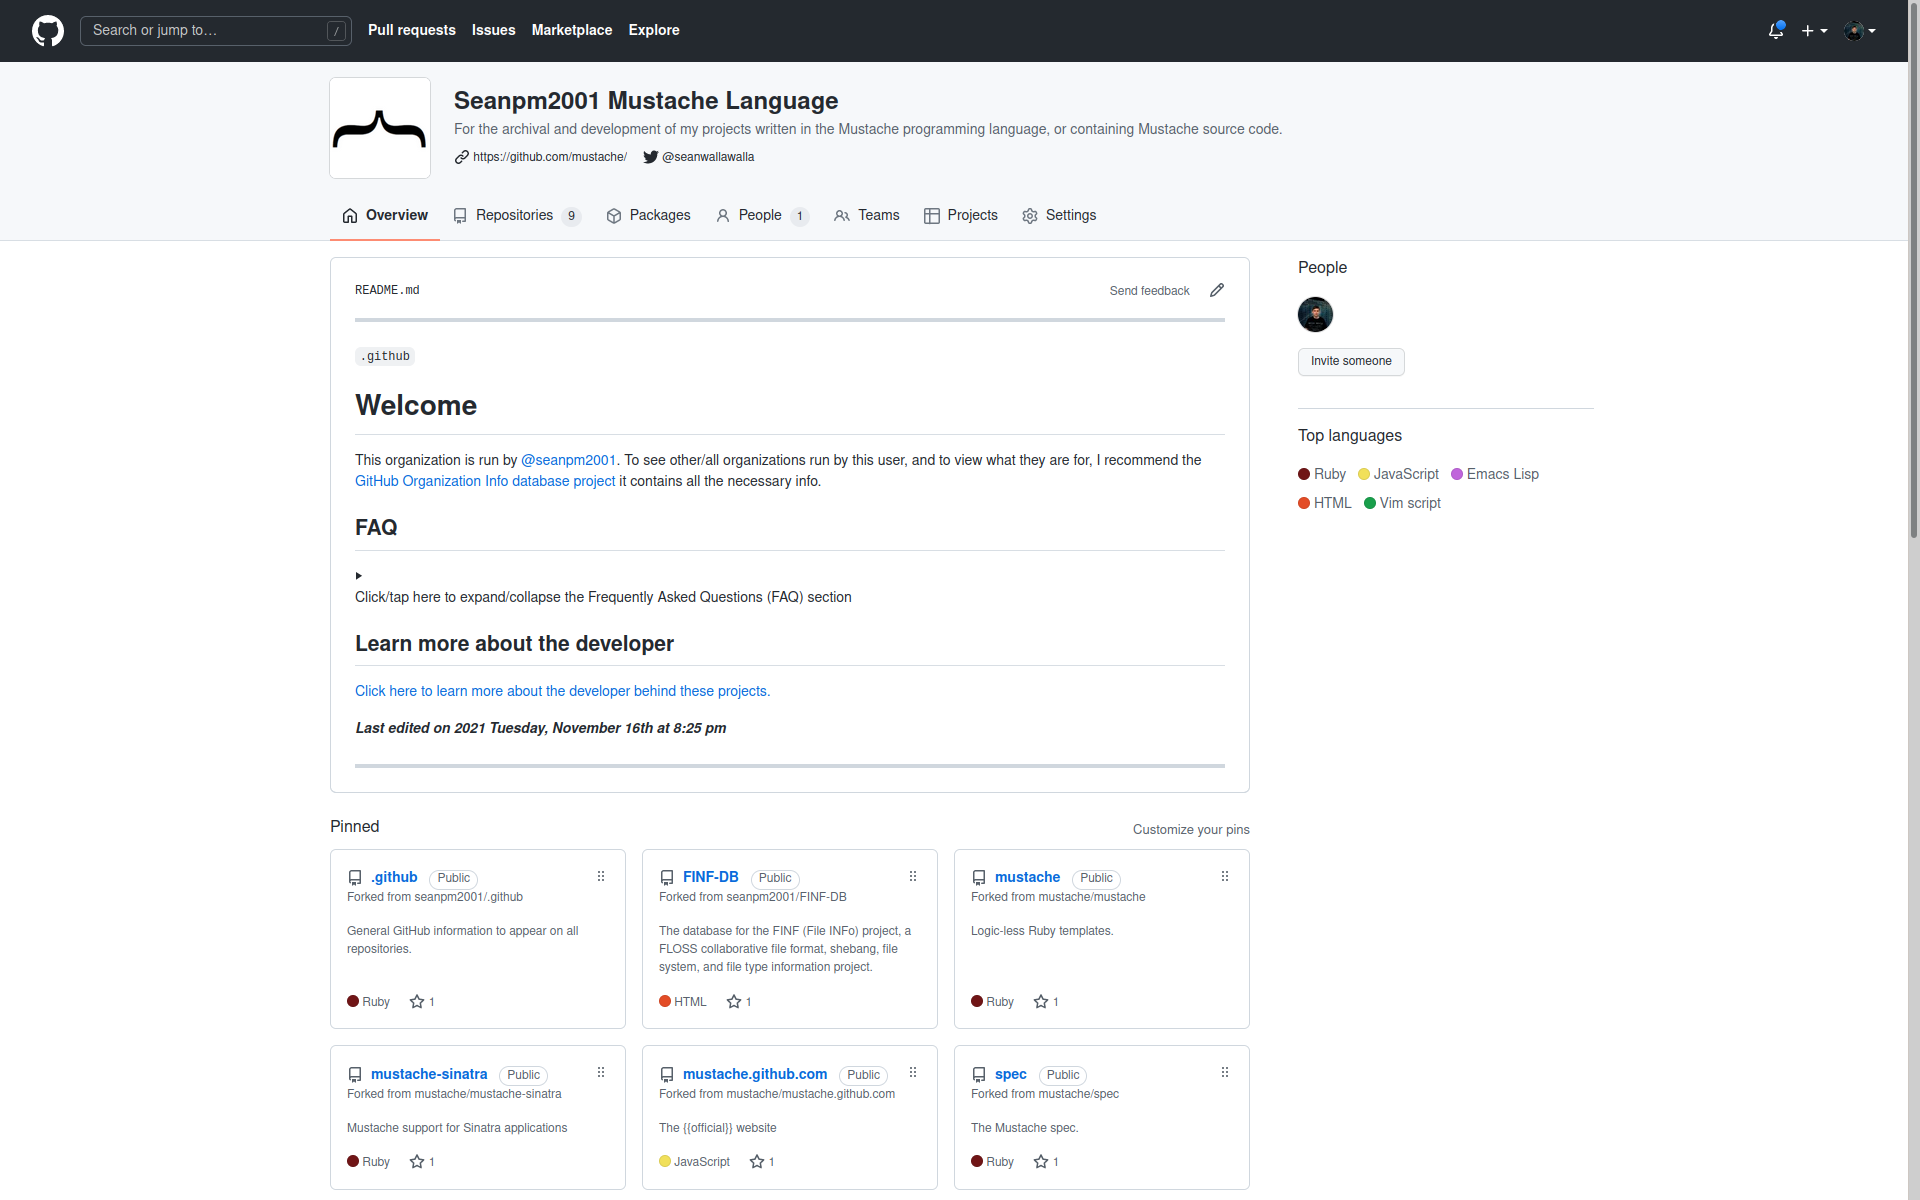 Search or jump to… /
Pull requests Issues Marketplace Explore
Seanpm2001 Mustache Language
For the archival and development of my projects written in the Mustache programming language, or containing Mustache source code.
https://github.com/mustache/ @seanwallawalla
Overview Repositories 9 Packages People 1 Teams Projects Settings
README.md Send feedback
.github
Welcome
This organization is run by @seanpm2001. To see other/all organizations run by this user, and to view what they are for, I recommend the
GitHub Organization Info database project it contains all the necessary info.
FAQ
Click/tap here to expand/collapse the Frequently Asked Questions (FAQ) section
Learn more about the developer
Click here to learn more about the developer behind these projects.
Last edited on 2021 Tuesday, November 16th at 8:25 pm
People
Invite someone
Top languages
Ruby JavaScript Emacs Lisp
HTML Vim script
Pinned Customize your pins
.github Public
Forked from seanpm2001/.github
General GitHub information to appear on all
repositories.
Ruby 1
FINF-DB Public
Forked from seanpm2001/FINF-DB
The database for the FINF (File INFo) project, a
FLOSS collaborative file format, shebang, file
system, and file type information project.
HTML 1
mustache Public
Forked from mustache/mustache
Logic-less Ruby templates.
Ruby 1
mustache-sinatra Public
Forked from mustache/mustache-sinatra
Mustache support for Sinatra applications
Ruby 1
mustache.github.com Public
Forked from mustache/mustache.github.com
The {{official}} website
JavaScript 1
spec Public
Forked from mustache/spec
The Mustache spec.
Ruby 1